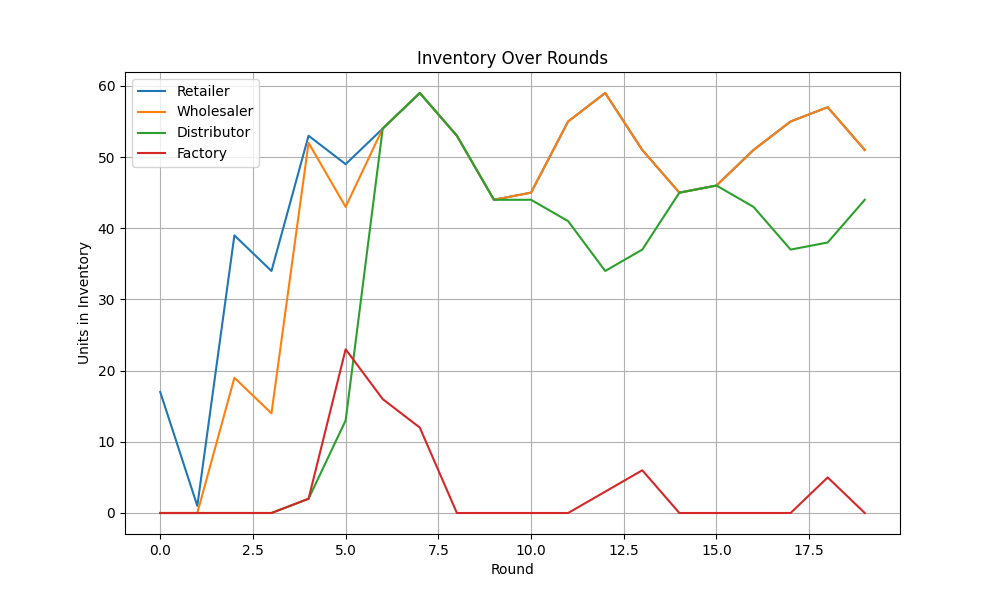 Inventory Over Rounds
Retailer
Wholesaler
Distributor
Factory
60
50
40
30
20
10
0
Units in Inventory
0.0 2.5 5.0 7.5 10.0 12.5 15.0 17.5
Round